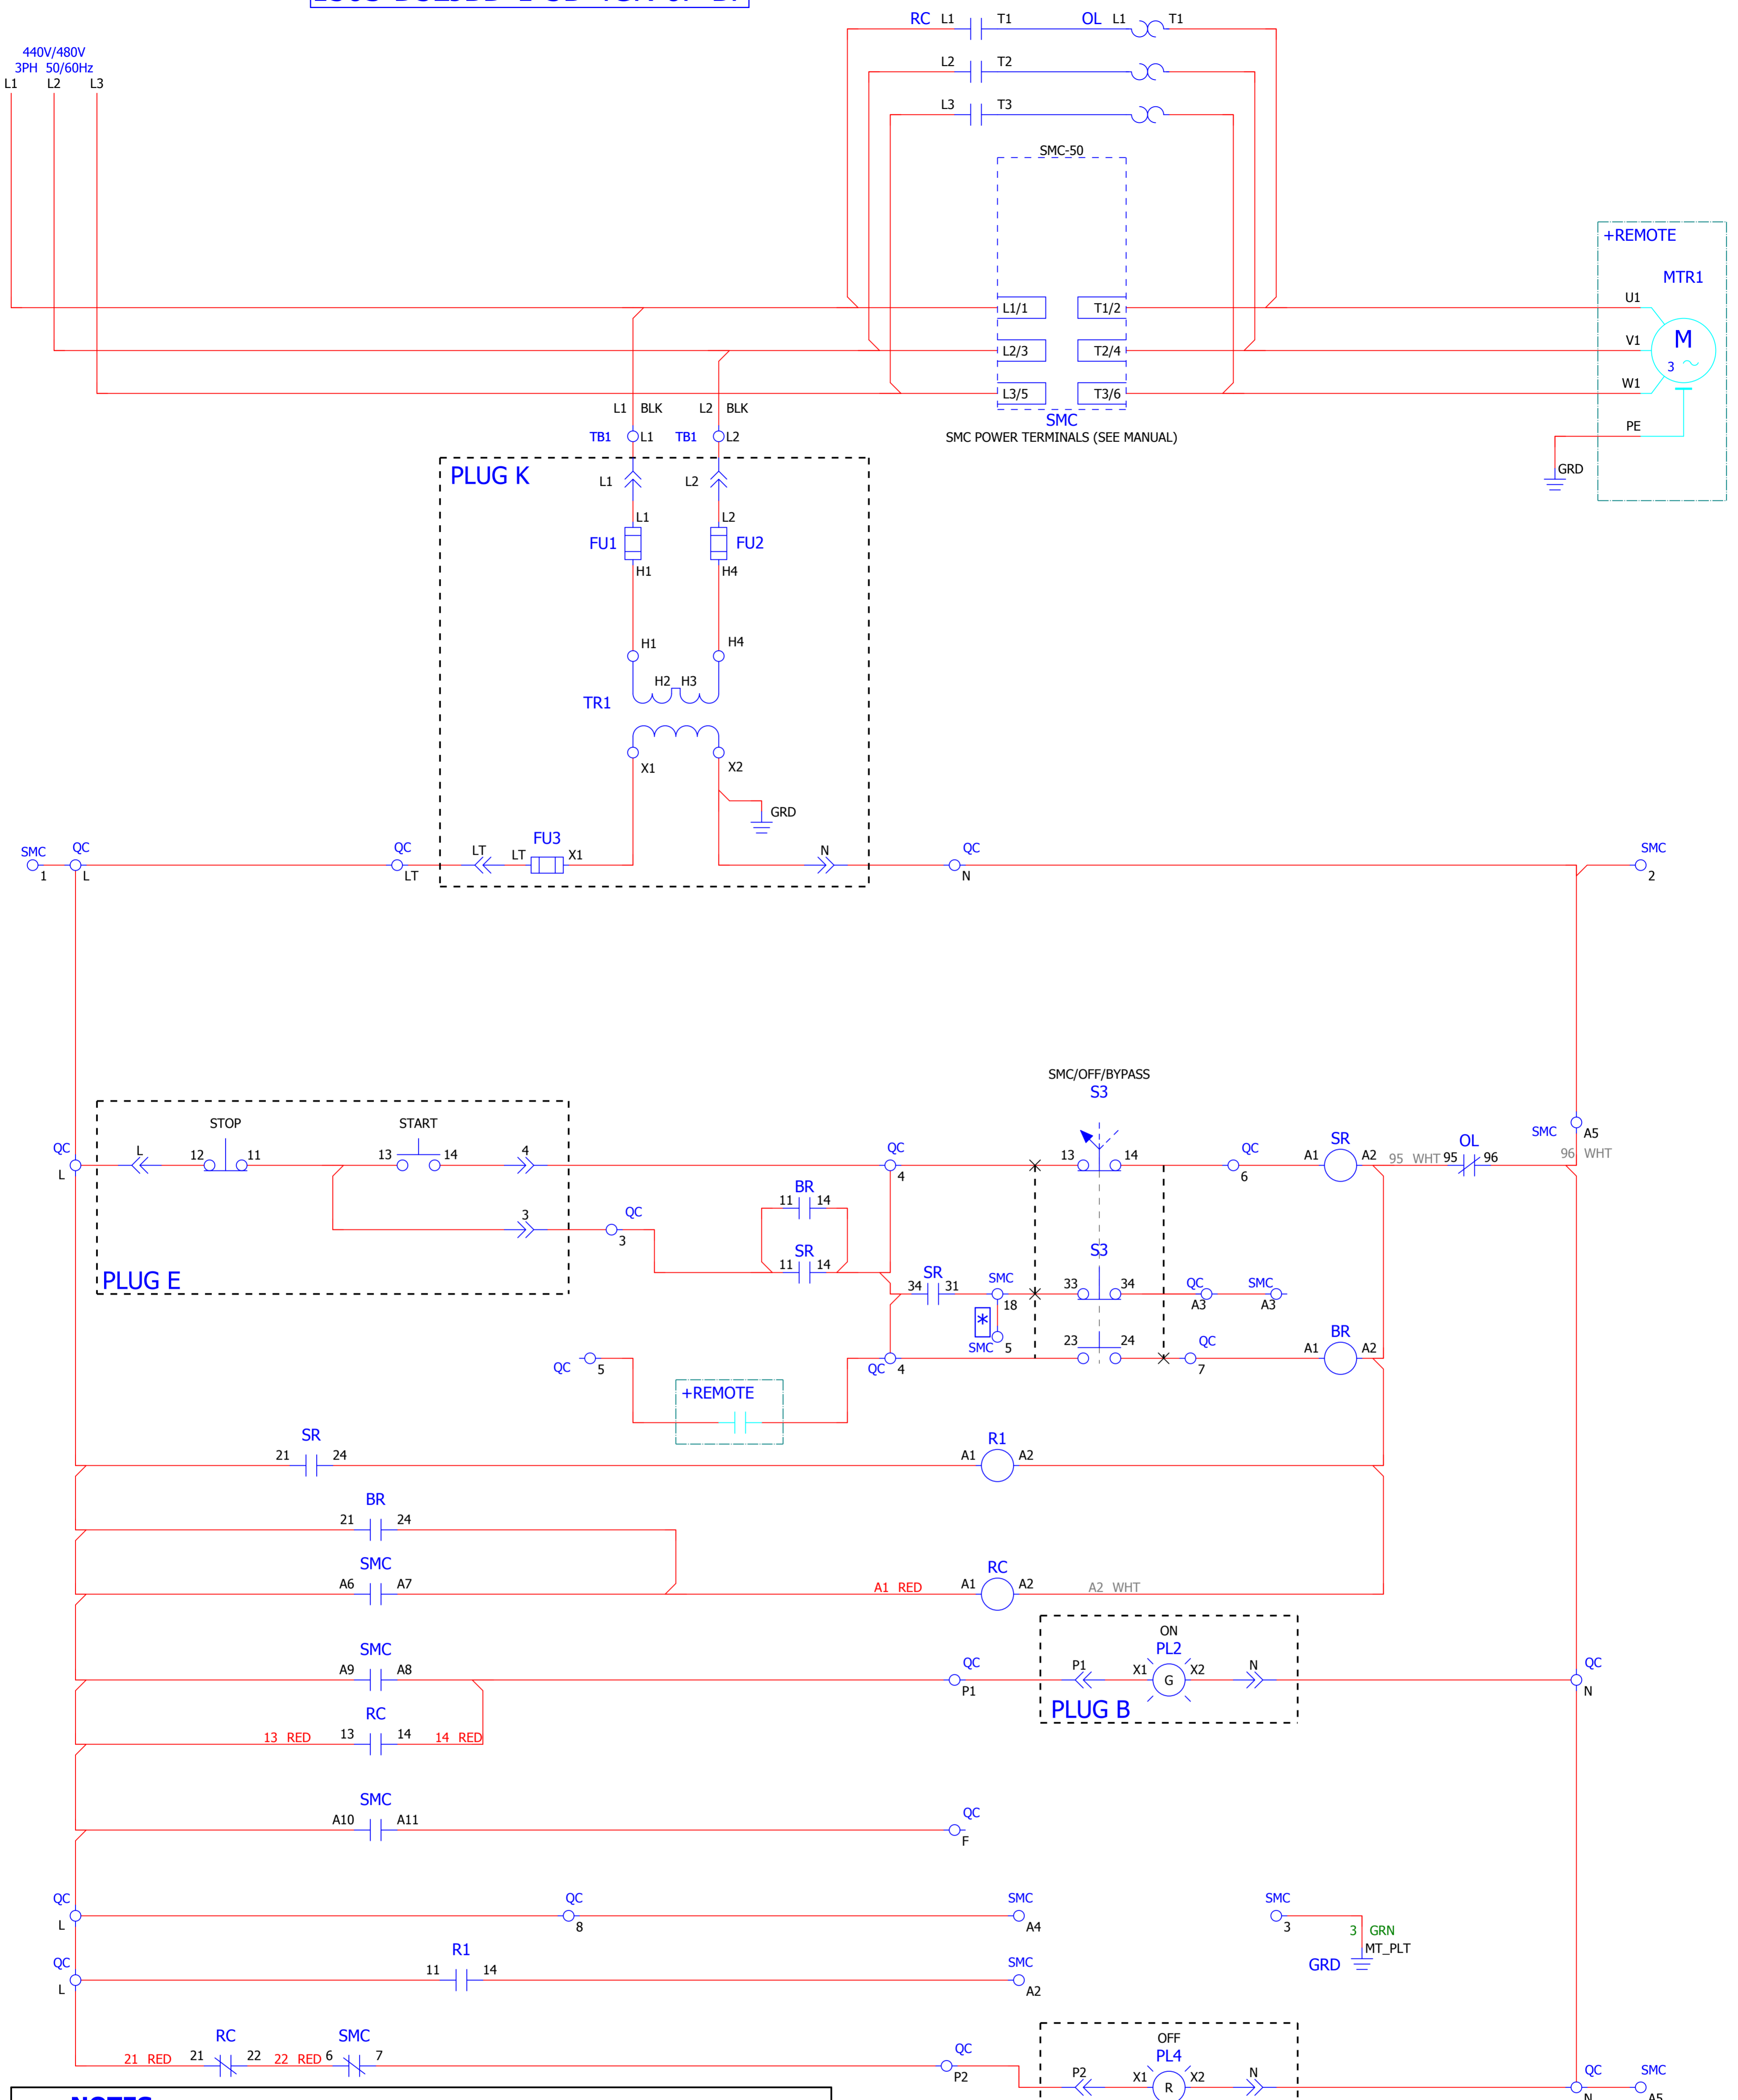 RC L1 T1 OL L1 T1
440V/480V
3PH 50/60Hz
L1 L2 L3
L2 T2
L3 T3
SMC-50
+REMOTE
MTR1
L1/1 T1/2 U1
M
3
L2/3 T2/4 V1
L3/5 T3/6 W1
L1 BLK L2 BLK
SMC
PE
TB1 L1 TB1 L2
SMC POWER TERMINALS (SEE MANUAL)
PLUG K
L1 L2
GRD
L1 L2
FU1 FU2
H1 H4
H1 H4
H2 H3
TR1
X1 X2
GRD
FU3
SMC QC QC LT LT X1 N QC SMC
1 L LT N 2
SMC/OFF/BYPASS
S3
STOP START
QC L 12 11 13 14 4 QC 13 14 QC SR OL SMC A5
L 4 6 A1 A2 95 WHT 95 96 96 WHT
BR
11 14
3 QC
3
SR
11 14
S3
PLUG E
SR
34 31 SMC 33 34 QC SMC
18 A3 A3
*
SMC 5
23 24 QC BR
A1 A2
QC 5 QC 4 7
+REMOTE
SR R1
21 24 A1 A2
BR
21 24
SMC RC
A6 A7 A1 RED A1 A2 A2 WHT
ON
SMC PL2
A9 A8 QC P1 X1 G X2 N QC
P1 N
PLUG B
RC
13 RED 13 14 14 RED
SMC
A10 A11 QC
F
QC QC SMC SMC
L 8 A4 3
3 GRN
MT_PLT
GRD
R1
QC 11 14 SMC
L A2
OFF
RC SMC PL4
21 RED 21 22 22 RED 6 7 QC
P2 P2 X1 R X2 N QC SMC
N A5
NOTES